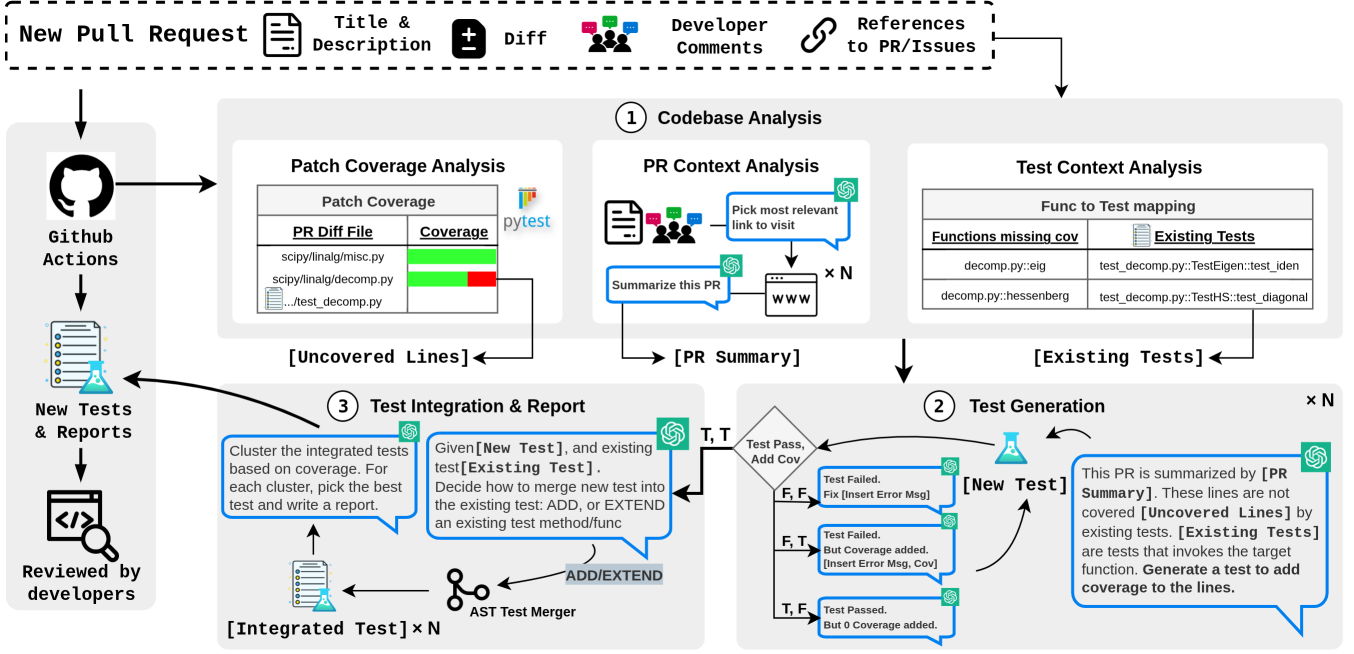 New Pull Request
Title &
Description
Diff
Developer
Comments
References
to PR/Issues
Github
Actions
New Tests
& Reports
Reviewed by
developers
1 Codebase Analysis
Patch Coverage Analysis
Patch Coverage
PR Diff File Coverage
scipy/linalg/misc.py
scipy/linalg/decomp.py
.../test_decomp.py
pytest
PR Context Analysis
Pick most relevant
link to visit
Summarize this PR
WWW
× N
Test Context Analysis
Func to Test mapping
Functions missing cov Existing Tests
decomp.py::eig test_decomp.py::TestEigen::test_iden
decomp.py::hessenberg test_decomp.py::TestHS::test_diagonal
[Uncovered Lines]
[PR Summary]
[Existing Tests]
3 Test Integration & Report
Cluster the integrated tests
based on coverage. For
each cluster, pick the best
test and write a report.
Given[New Test], and existing
test[Existing Test].
Decide how to merge new test into
the existing test: ADD, or EXTEND
an existing test method/func
ADD/EXTEND
AST Test Merger
[Integrated Test] × N
2 Test Generation
× N
T, T
Test Pass,
Add Cov
F, F
Test Failed.
Fix [Insert Error Msg]
F, T
Test Failed.
But Coverage added.
[Insert Error Msg, Cov]
T, F
Test Passed.
But 0 Coverage added.
[New Test]
This PR is summarized by [PR
Summary]. These lines are not
covered [Uncovered Lines] by
existing tests. [Existing Tests]
are tests that invokes the target
function. Generate a test to add
coverage to the lines.